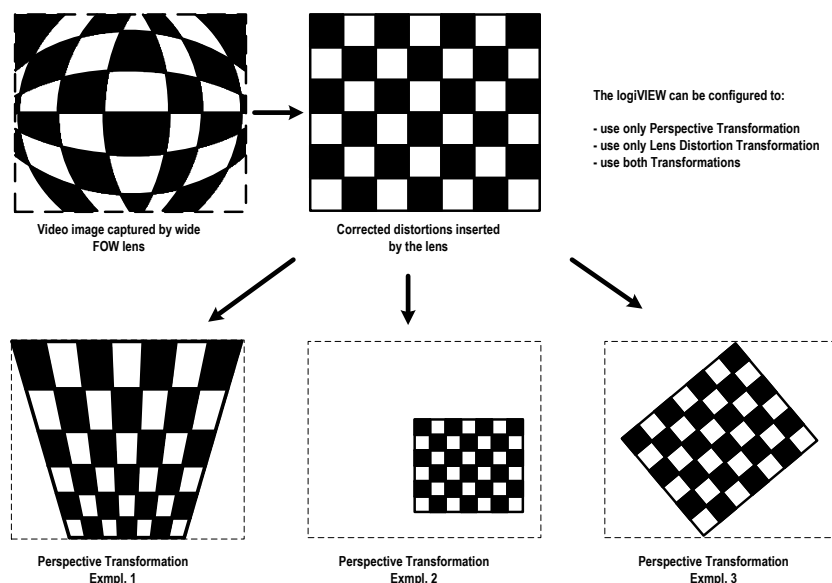 The logiVIEW can be configured to:
- use only Perspective Transformation
- use only Lens Distortion Transformation
- use both Transformations
Video image captured by wide
FOW lens
Corrected distortions inserted
by the lens
Perspective Transformation
Exmpl. 1
Perspective Transformation
Exmpl. 2
Perspective Transformation
Exmpl. 3